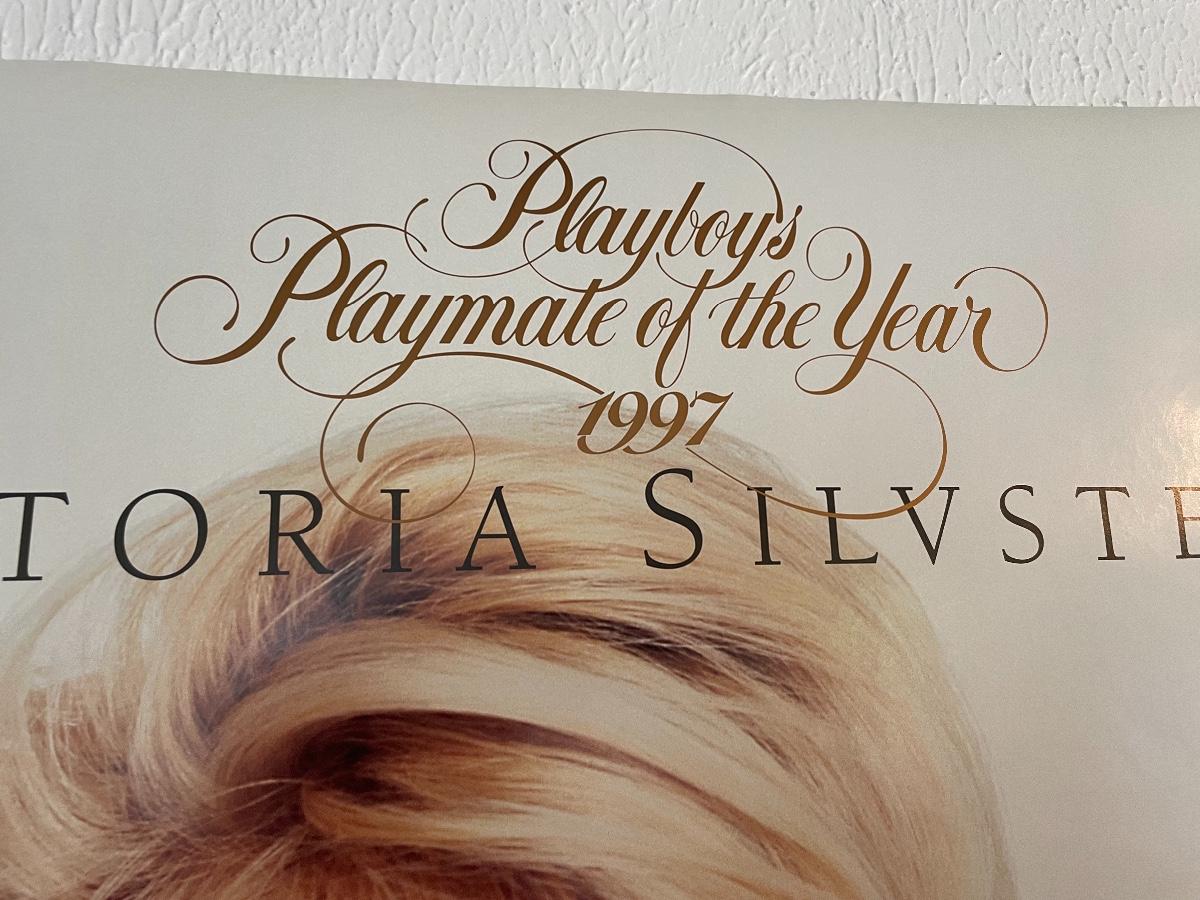 Playboy's
Playmate of the Year
1997
TORIA SILVSTE